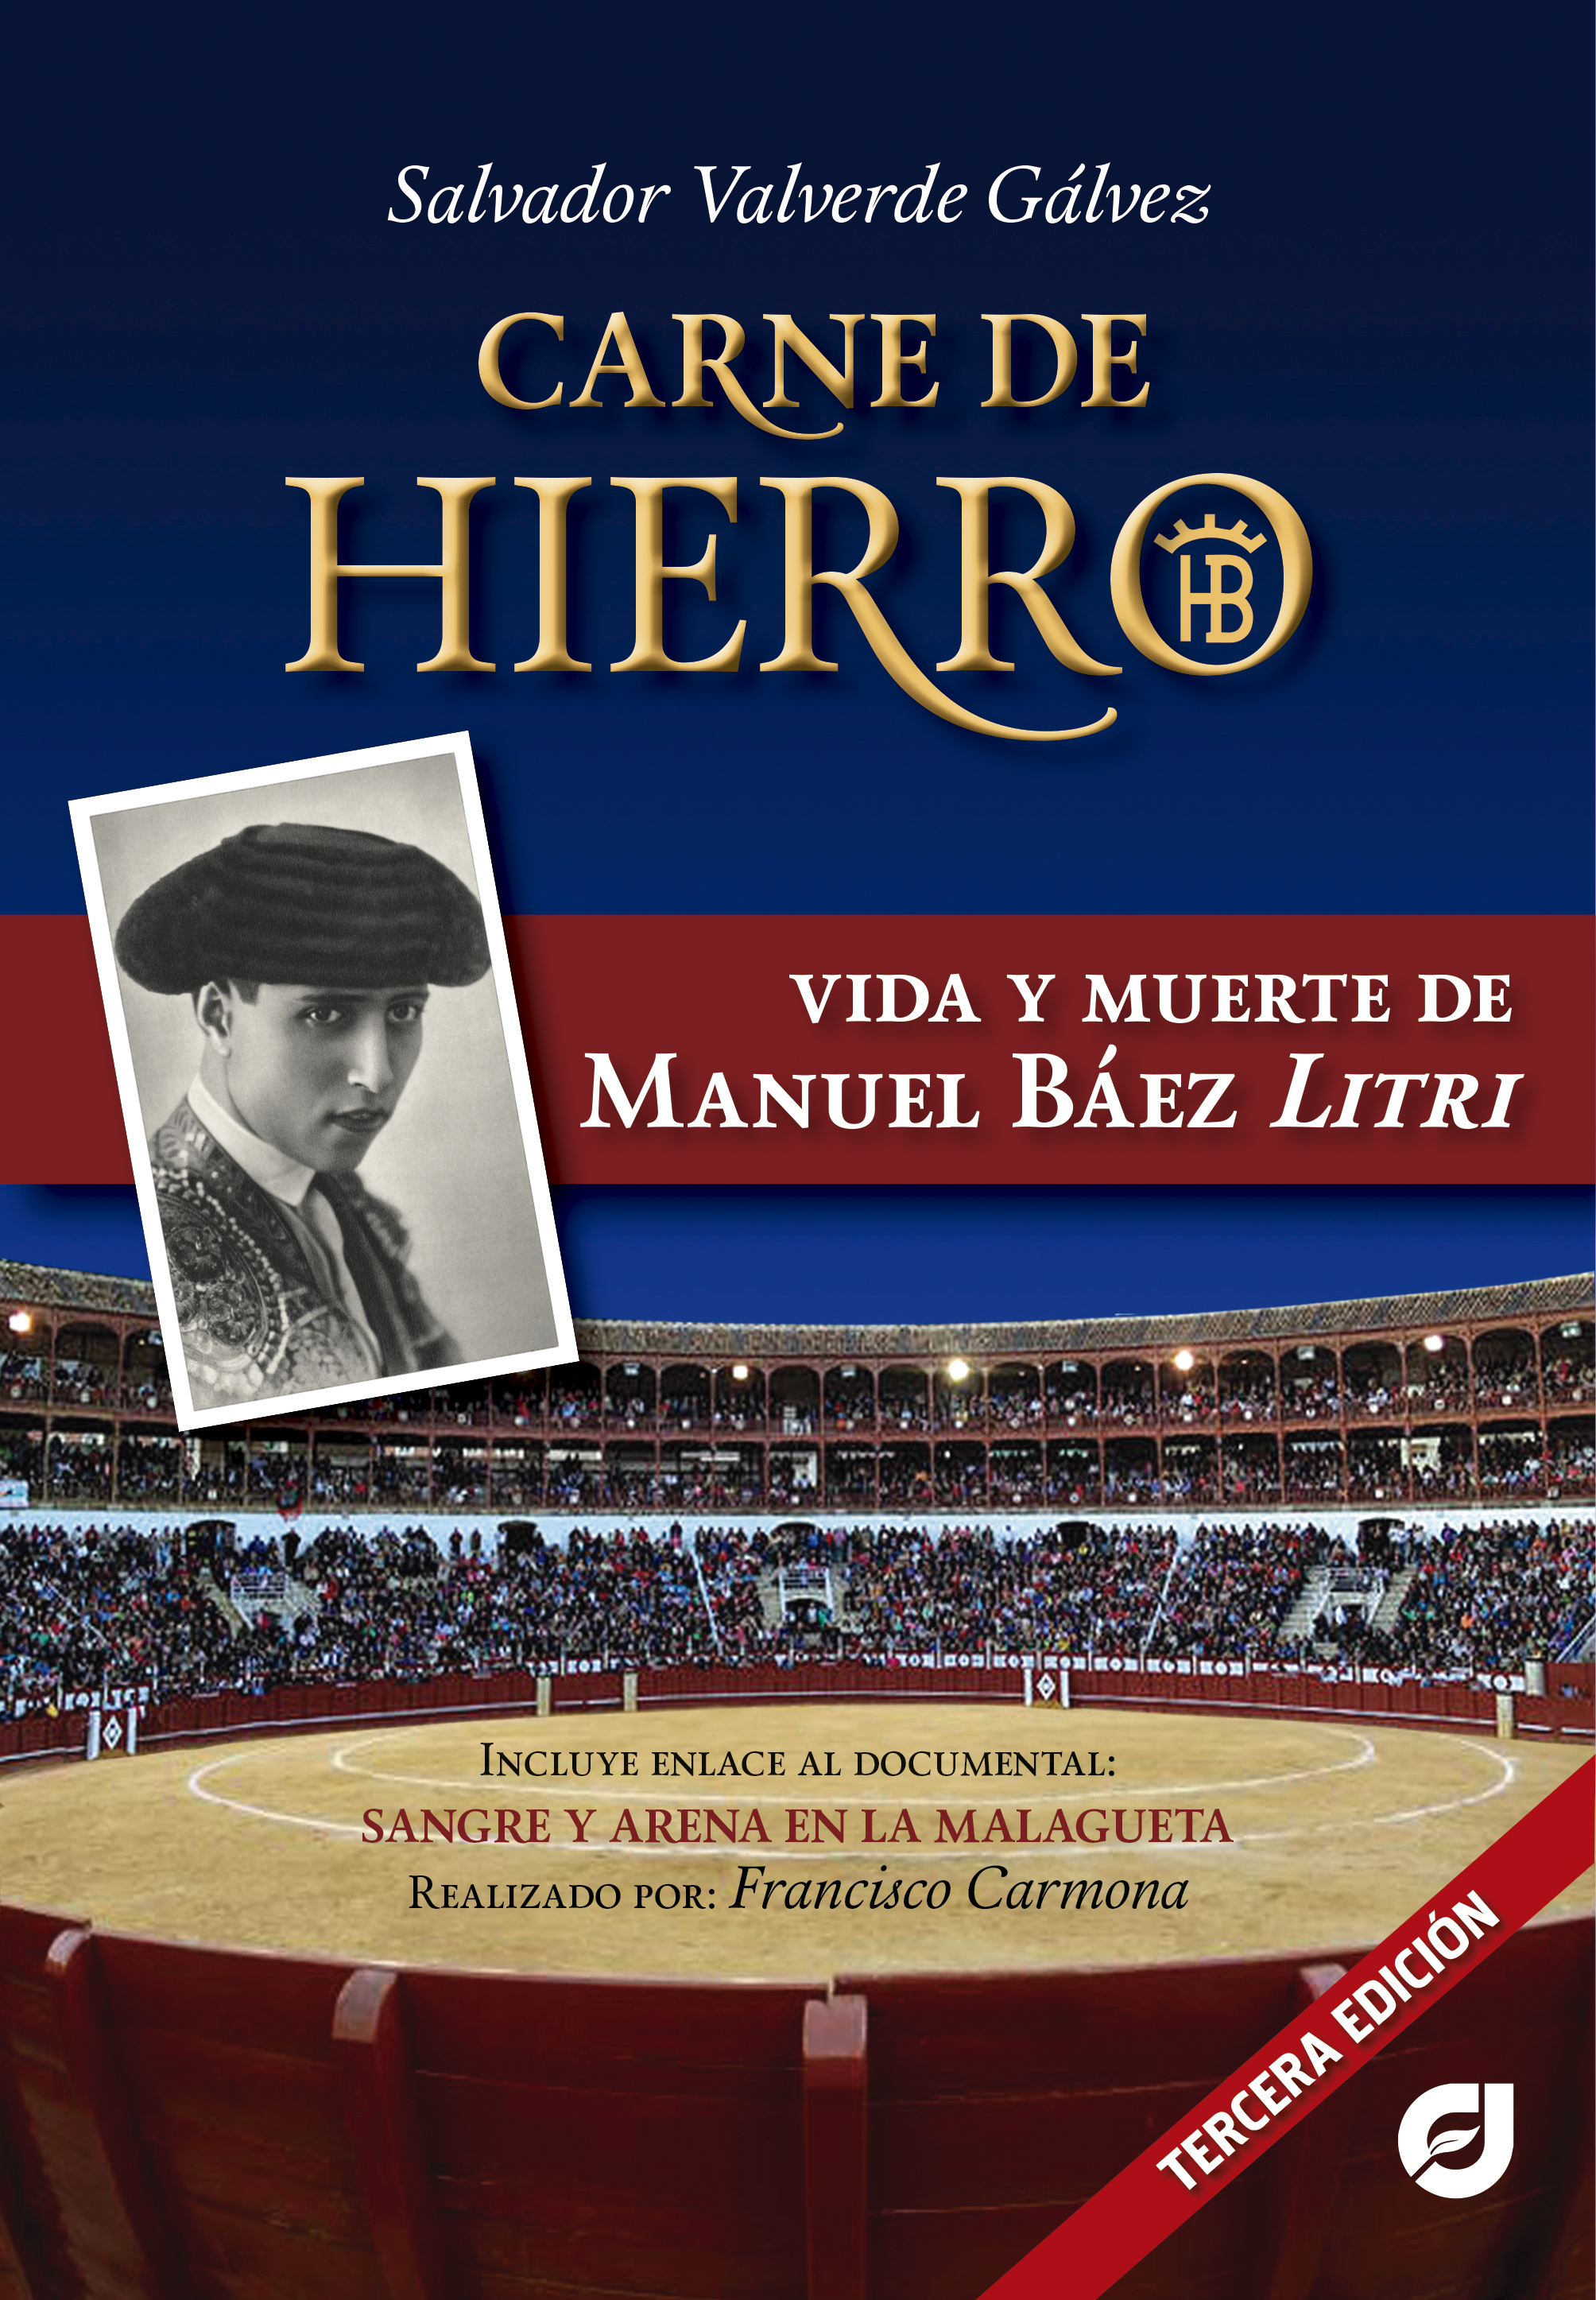 Salvador Valverde Gálvez
CARNE DE
HIERRO
HB
VIDA Y MUERTE DE
MANUEL BÁEZ LITRI
INCLUYE ENLACE AL DOCUMENTAL:
SANGRE Y ARENA EN LA MALAGUETA
REALIZADO POR: Francisco Carmona
TERCERA EDICIÓN